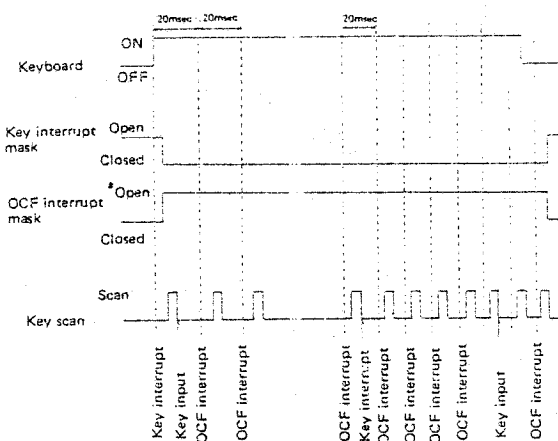 20msec
20msec
20msec
ON
Keyboard
OFF
Key interrupt
mask
Open
Closed
*Open
OCF interrupt
mask
Closed
Scan
Key scan
Key interrupt
Key input
OCF interrupt
OCF interrupt
OCF interrupt
Key interrupt
OCF interrupt
OCF interrupt
OCF interrupt
OCF interrupt
Key input
OCF interrupt